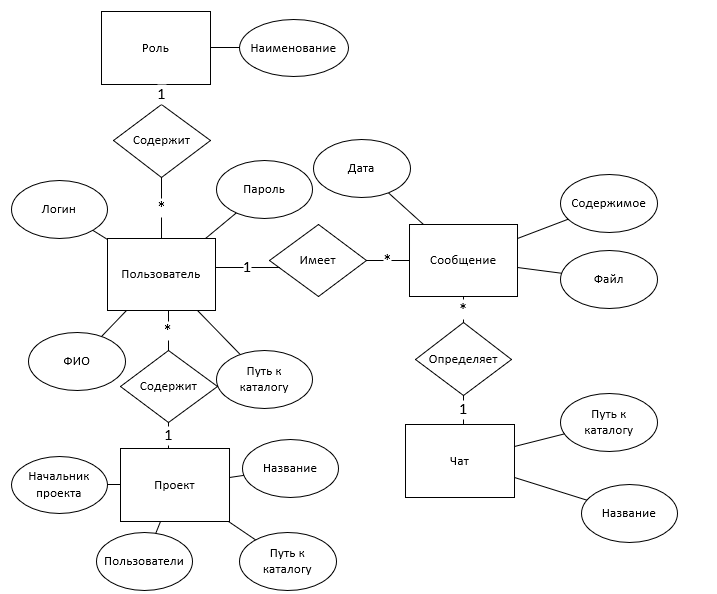 Роль
Наименование
1
Содержит
*
Логин
Пароль
Дата
Содержимое
Пользователь
1
Имеет
*
Сообщение
Файл
*
*
ФИО
Содержит
Путь к
каталогу
Определяет
1
1
Чат
Путь к
каталогу
Название
Начальник
проекта
Проект
Название
Пользователи
Путь к
каталогу